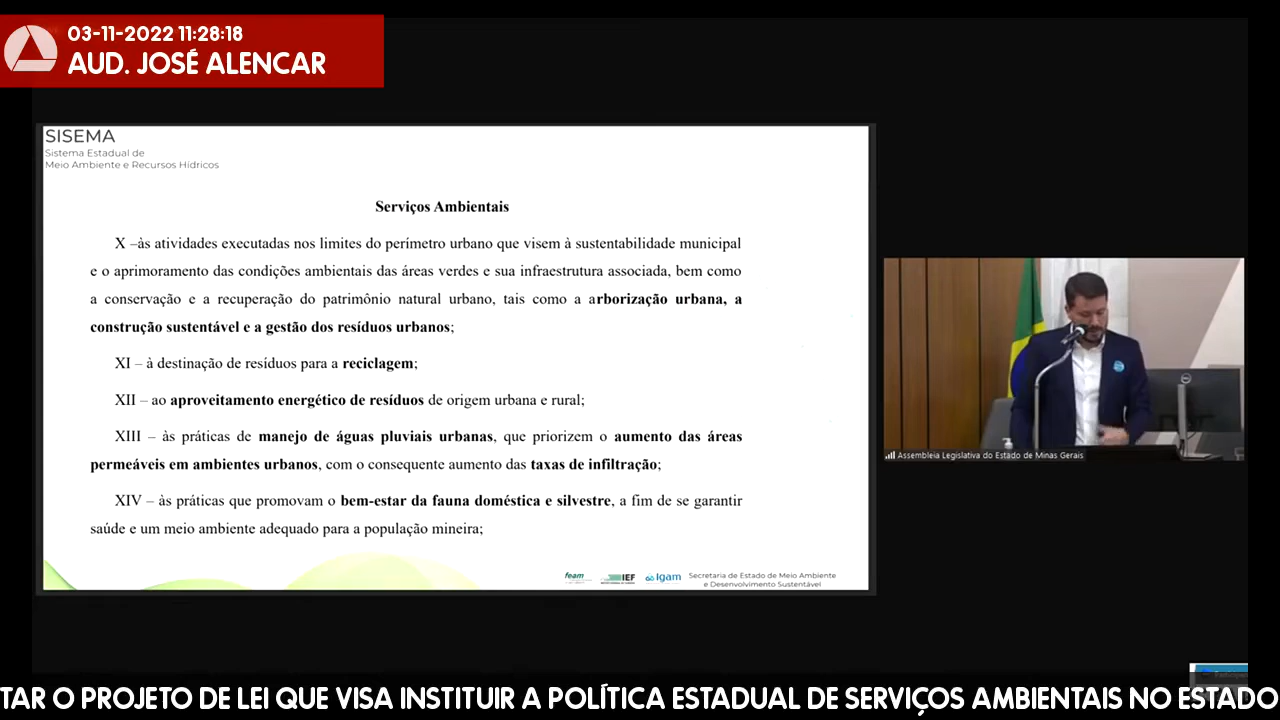 03-11-2022 11:28:18
AUD. JOSÉ ALENCAR
SISEMA
Sistema Estadual de
Meio Ambiente e Recursos Hídricos
Serviços Ambientais
X –às atividades executadas nos limites do perímetro urbano que visem à sustentabilidade municipal
e o aprimoramento das condições ambientais das áreas verdes e sua infraestrutura associada, bem como
a conservação e a recuperação do patrimônio natural urbano, tais como a arborização urbana, a
construção sustentável e a gestão dos resíduos urbanos;
XI – à destinação de resíduos para a reciclagem;
XII – ao aproveitamento energético de resíduos de origem urbana e rural;
XIII – às práticas de manejo de águas pluviais urbanas, que priorizem o aumento das áreas
permeáveis em ambientes urbanos, com o consequente aumento das taxas de infiltração;
XIV – às práticas que promovam o bem-estar da fauna doméstica e silvestre, a fim de se garantir
saúde e um meio ambiente adequado para a população mineira;
feam
IEF
Igam
Secretaria de Estado de Meio Ambiente
e Desenvolvimento Sustentável
Assembleia Legislativa do Estado de Minas Gerais
TAR O PROJETO DE LEI QUE VISA INSTITUIR A POLÍTICA ESTADUAL DE SERVIÇOS AMBIENTAIS NO ESTADO